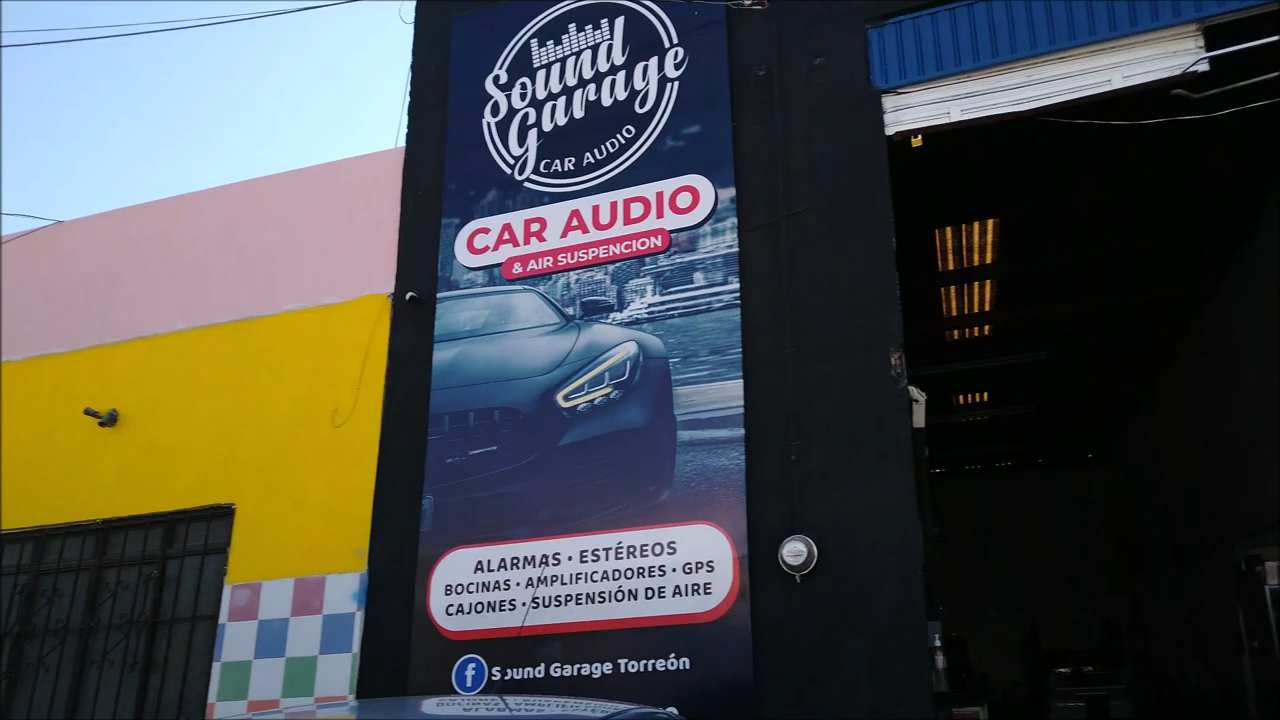 Sound
Garage
CAR AUDIO
CAR AUDIO
& AIR SUSPENCION
ALARMAS • ESTÉREOS
BOCINAS • AMPLIFICADORES • GPS
CAJONES • SUSPENSIÓN DE AIRE
f Sound Garage Torreón